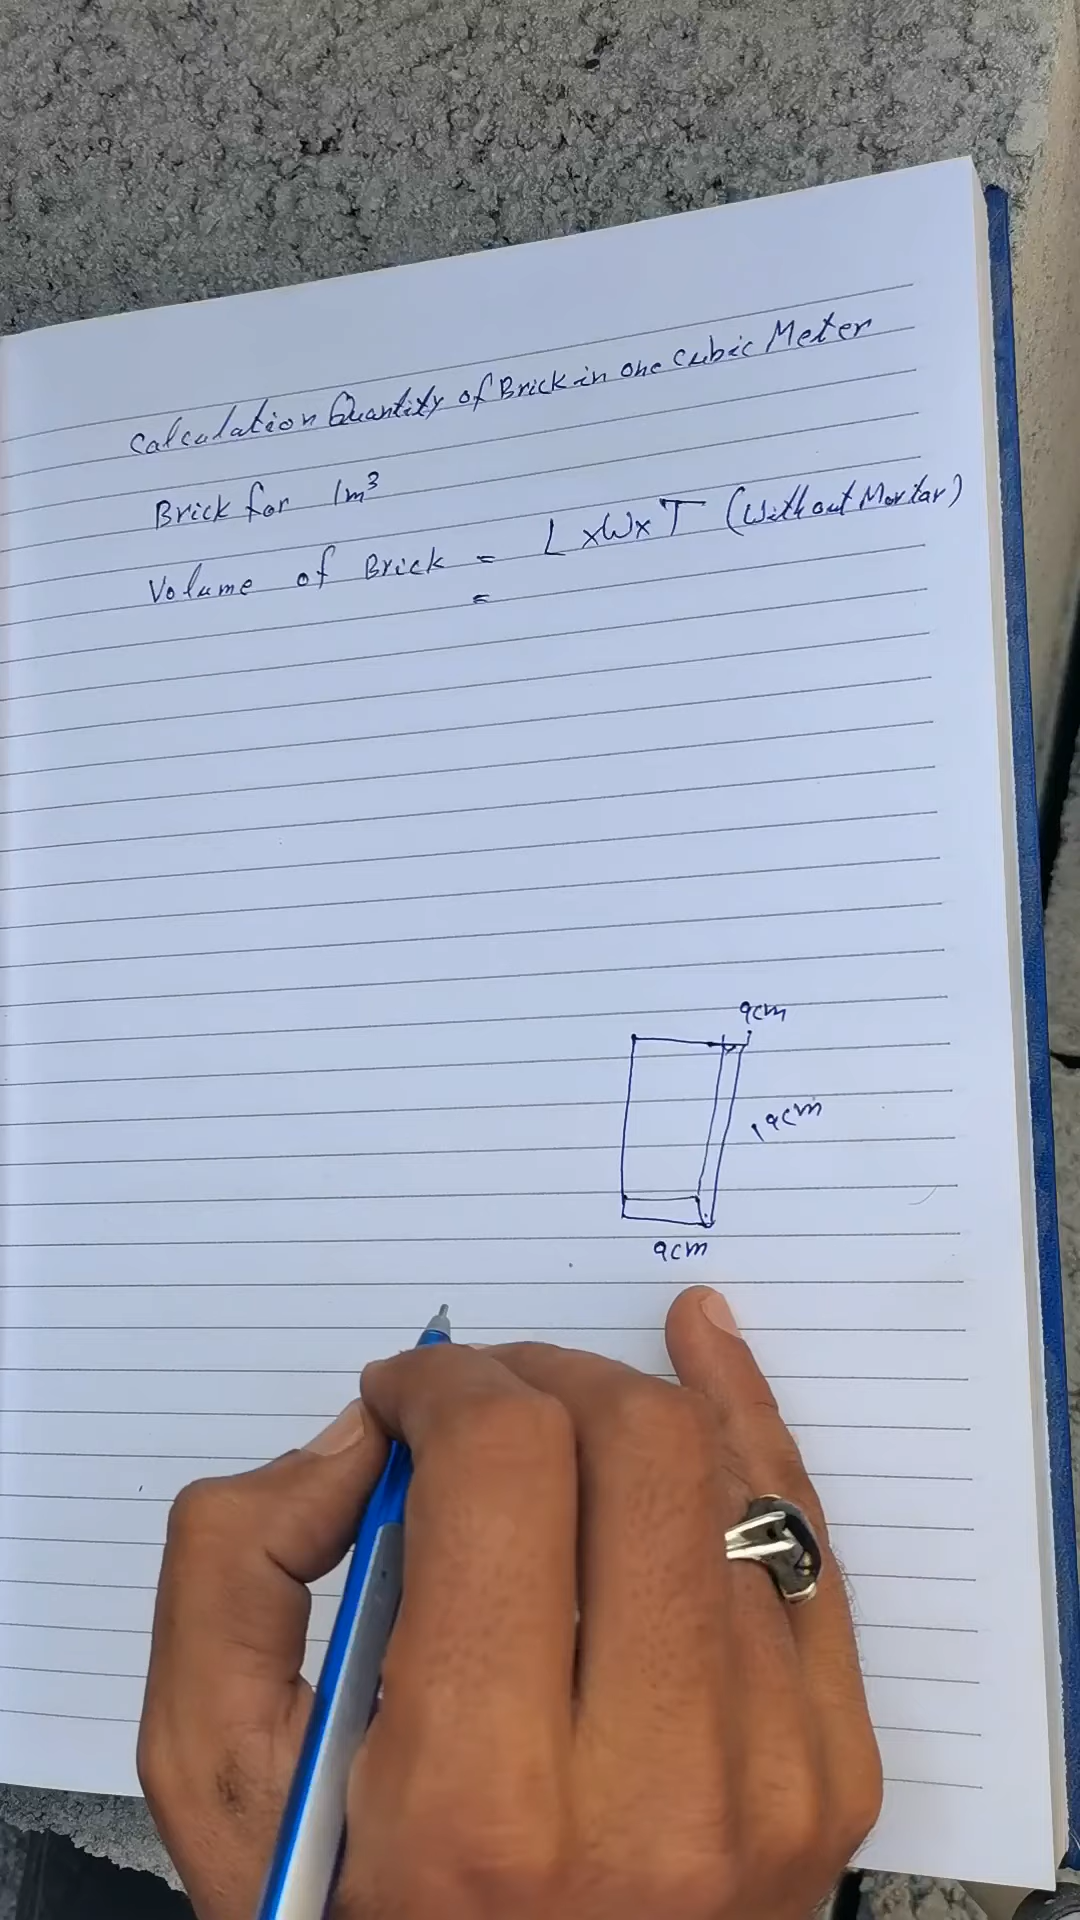 Calculation Quantity of Brick in one Cubic Meter
Brick for 1m³
Volume of Brick = L x W x T (Without Mortar)
=
9cm
19cm
9cm